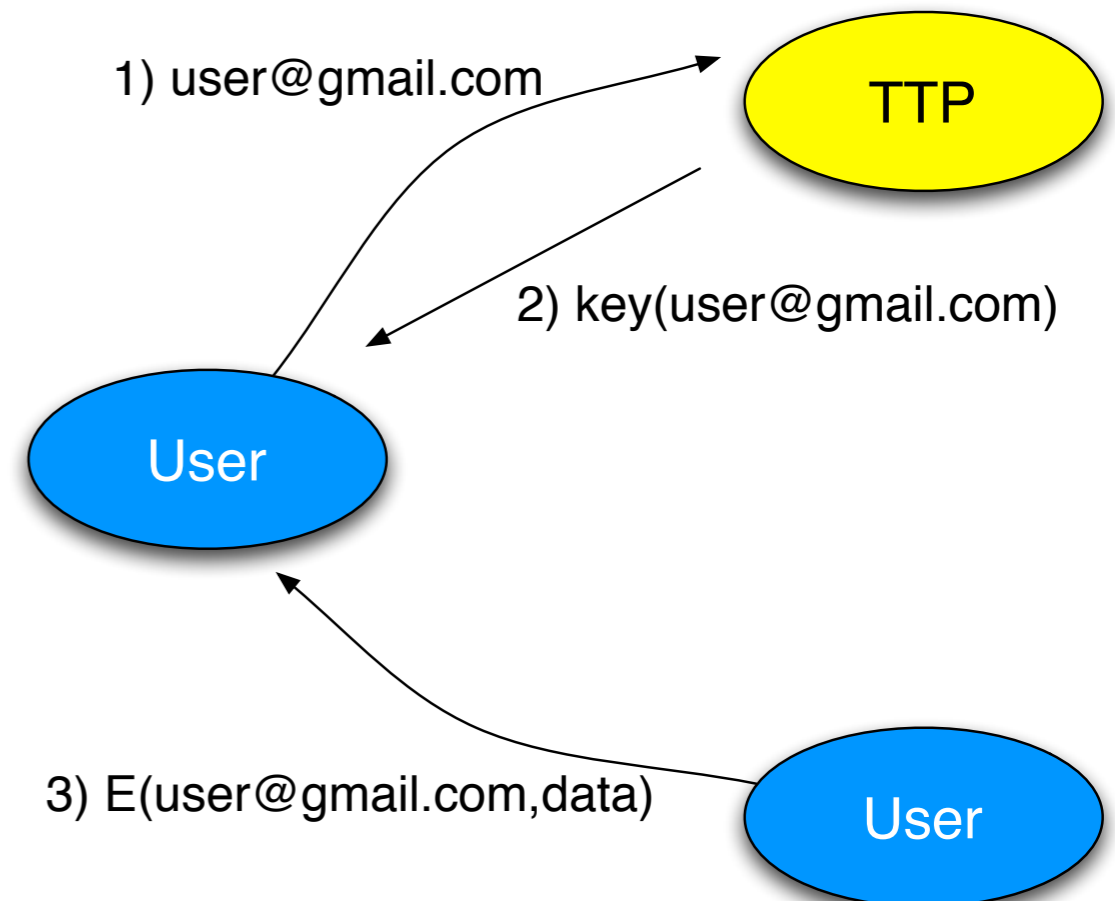 1) user@gmail.com
TTP
2) key(user@gmail.com)
User
3) E(user@gmail.com,data)
User